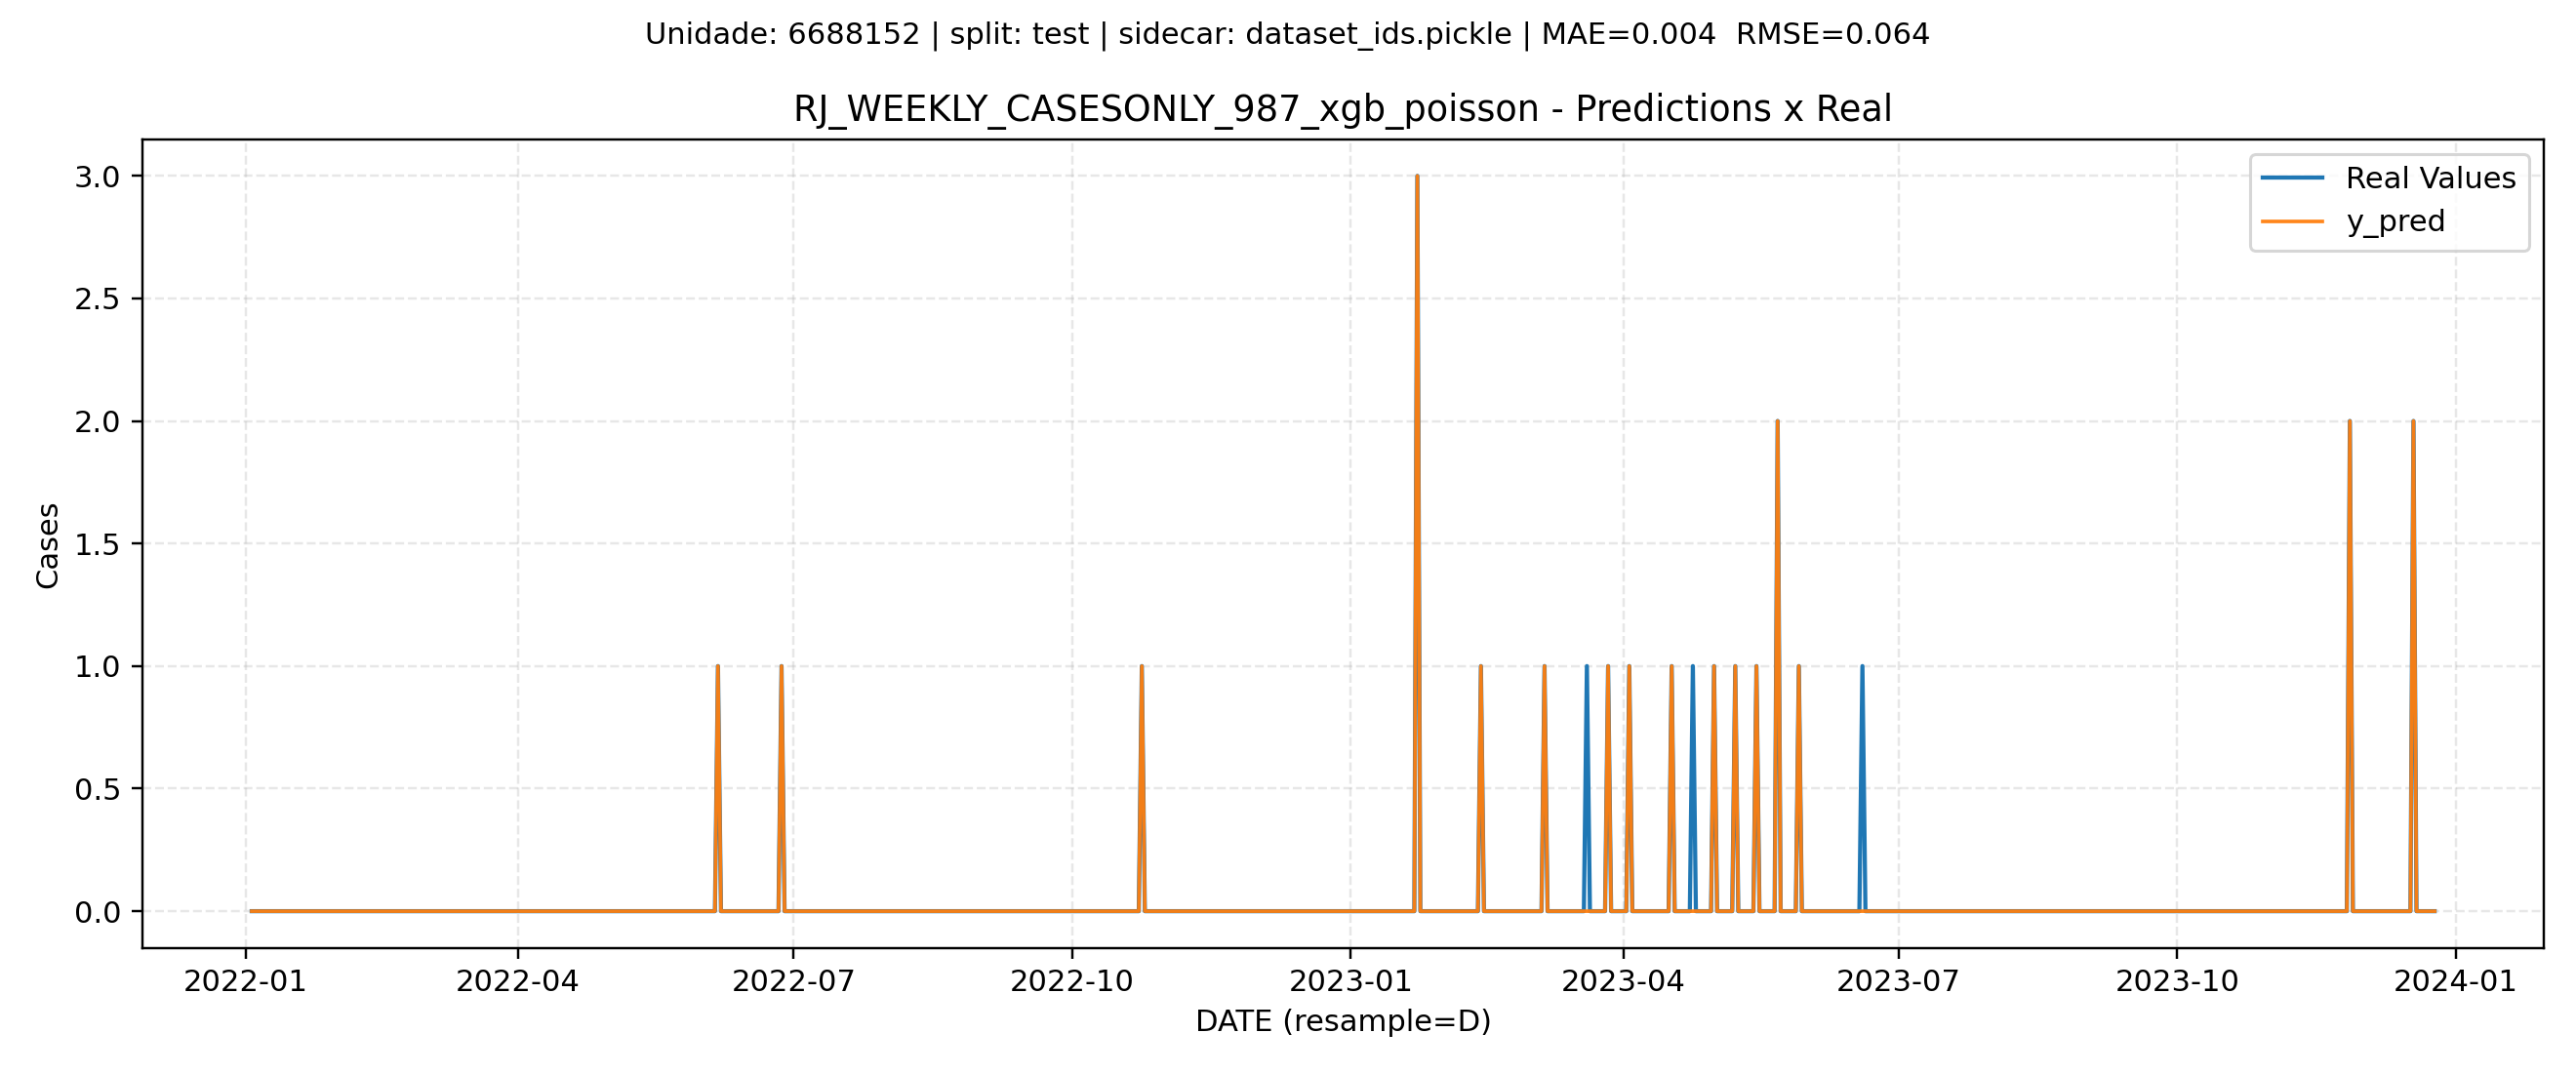 Unidade: 6688152 | split: test | sidecar: dataset_ids.pickle | MAE=0.004  RMSE=0.064
RJ_WEEKLY_CASESONLY_987_xgb_poisson - Predictions x Real
Real Values
y_pred
Cases
3.0
2.5
2.0
1.5
1.0
0.5
0.0
2022-01 2022-04 2022-07 2022-10 2023-01 2023-04 2023-07 2023-10 2024-01
DATE (resample=D)